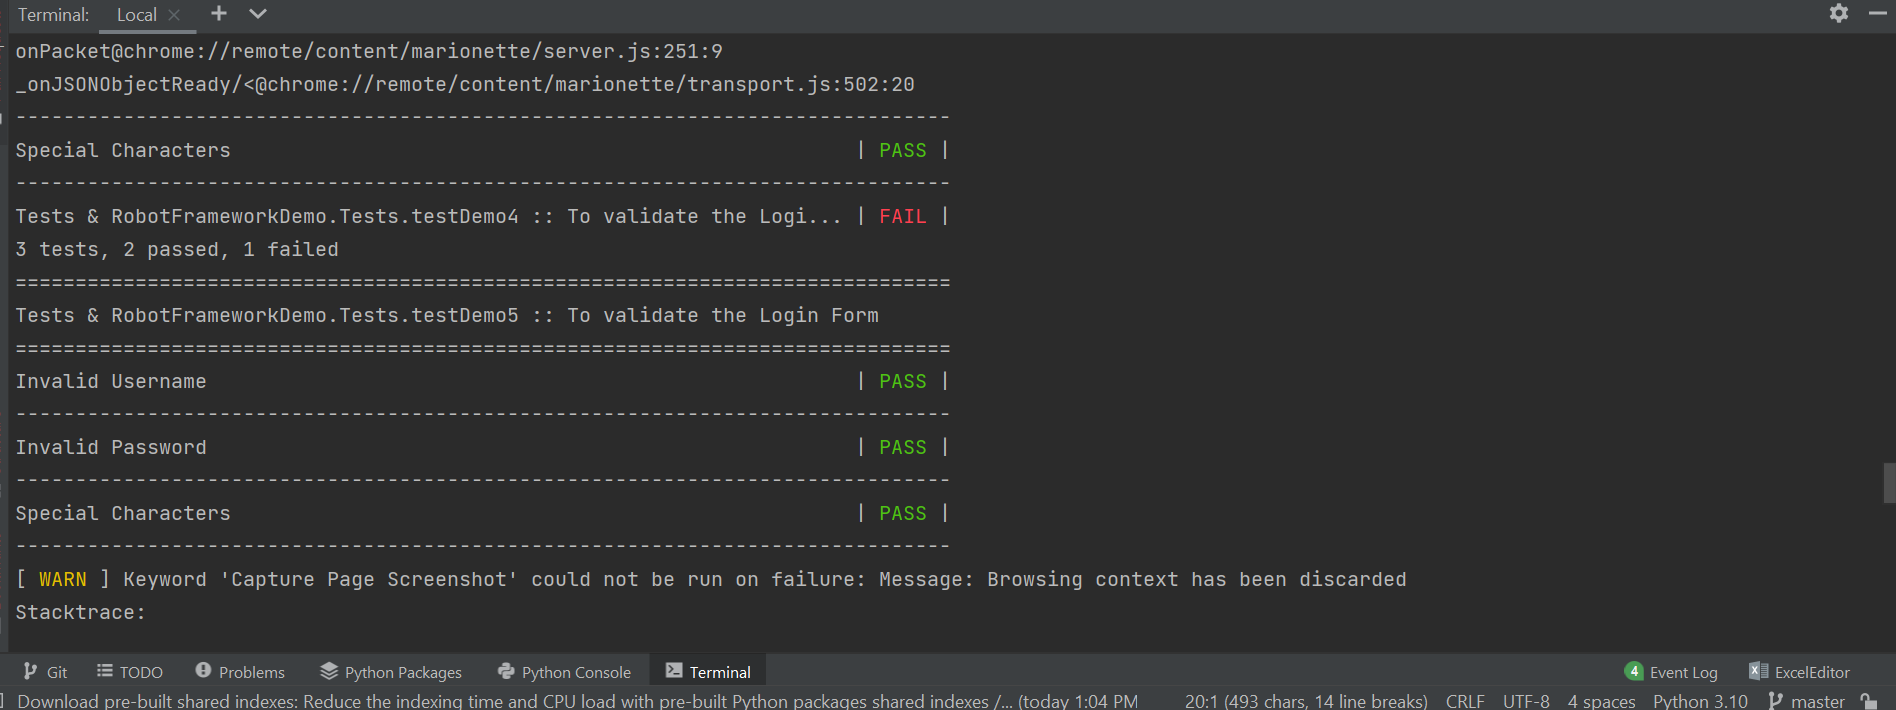 Terminal: Local
onPacket@chrome://remote/content/marionette/server.js:251:9
_onJSONObjectReady/<@chrome://remote/content/marionette/transport.js:502:20
------------------------------------------------------------------------------
Special Characters | PASS |
------------------------------------------------------------------------------
Tests & RobotFrameworkDemo.Tests.testDemo4 :: To validate the Logi... | FAIL |
3 tests, 2 passed, 1 failed
==============================================================================
Tests & RobotFrameworkDemo.Tests.testDemo5 :: To validate the Login Form
==============================================================================
Invalid Username | PASS |
------------------------------------------------------------------------------
Invalid Password | PASS |
------------------------------------------------------------------------------
Special Characters | PASS |
------------------------------------------------------------------------------
[ WARN ] Keyword 'Capture Page Screenshot' could not be run on failure: Message: Browsing context has been discarded
Stacktrace:
Git TODO Problems Python Packages Python Console Terminal 4 Event Log ExcelEditor
Download pre-built shared indexes: Reduce the indexing time and CPU load with pre-built Python packages shared indexes /... (today 1:04 PM 20:1 (493 chars, 14 line breaks) CRLF UTF-8 4 spaces Python 3.10 master